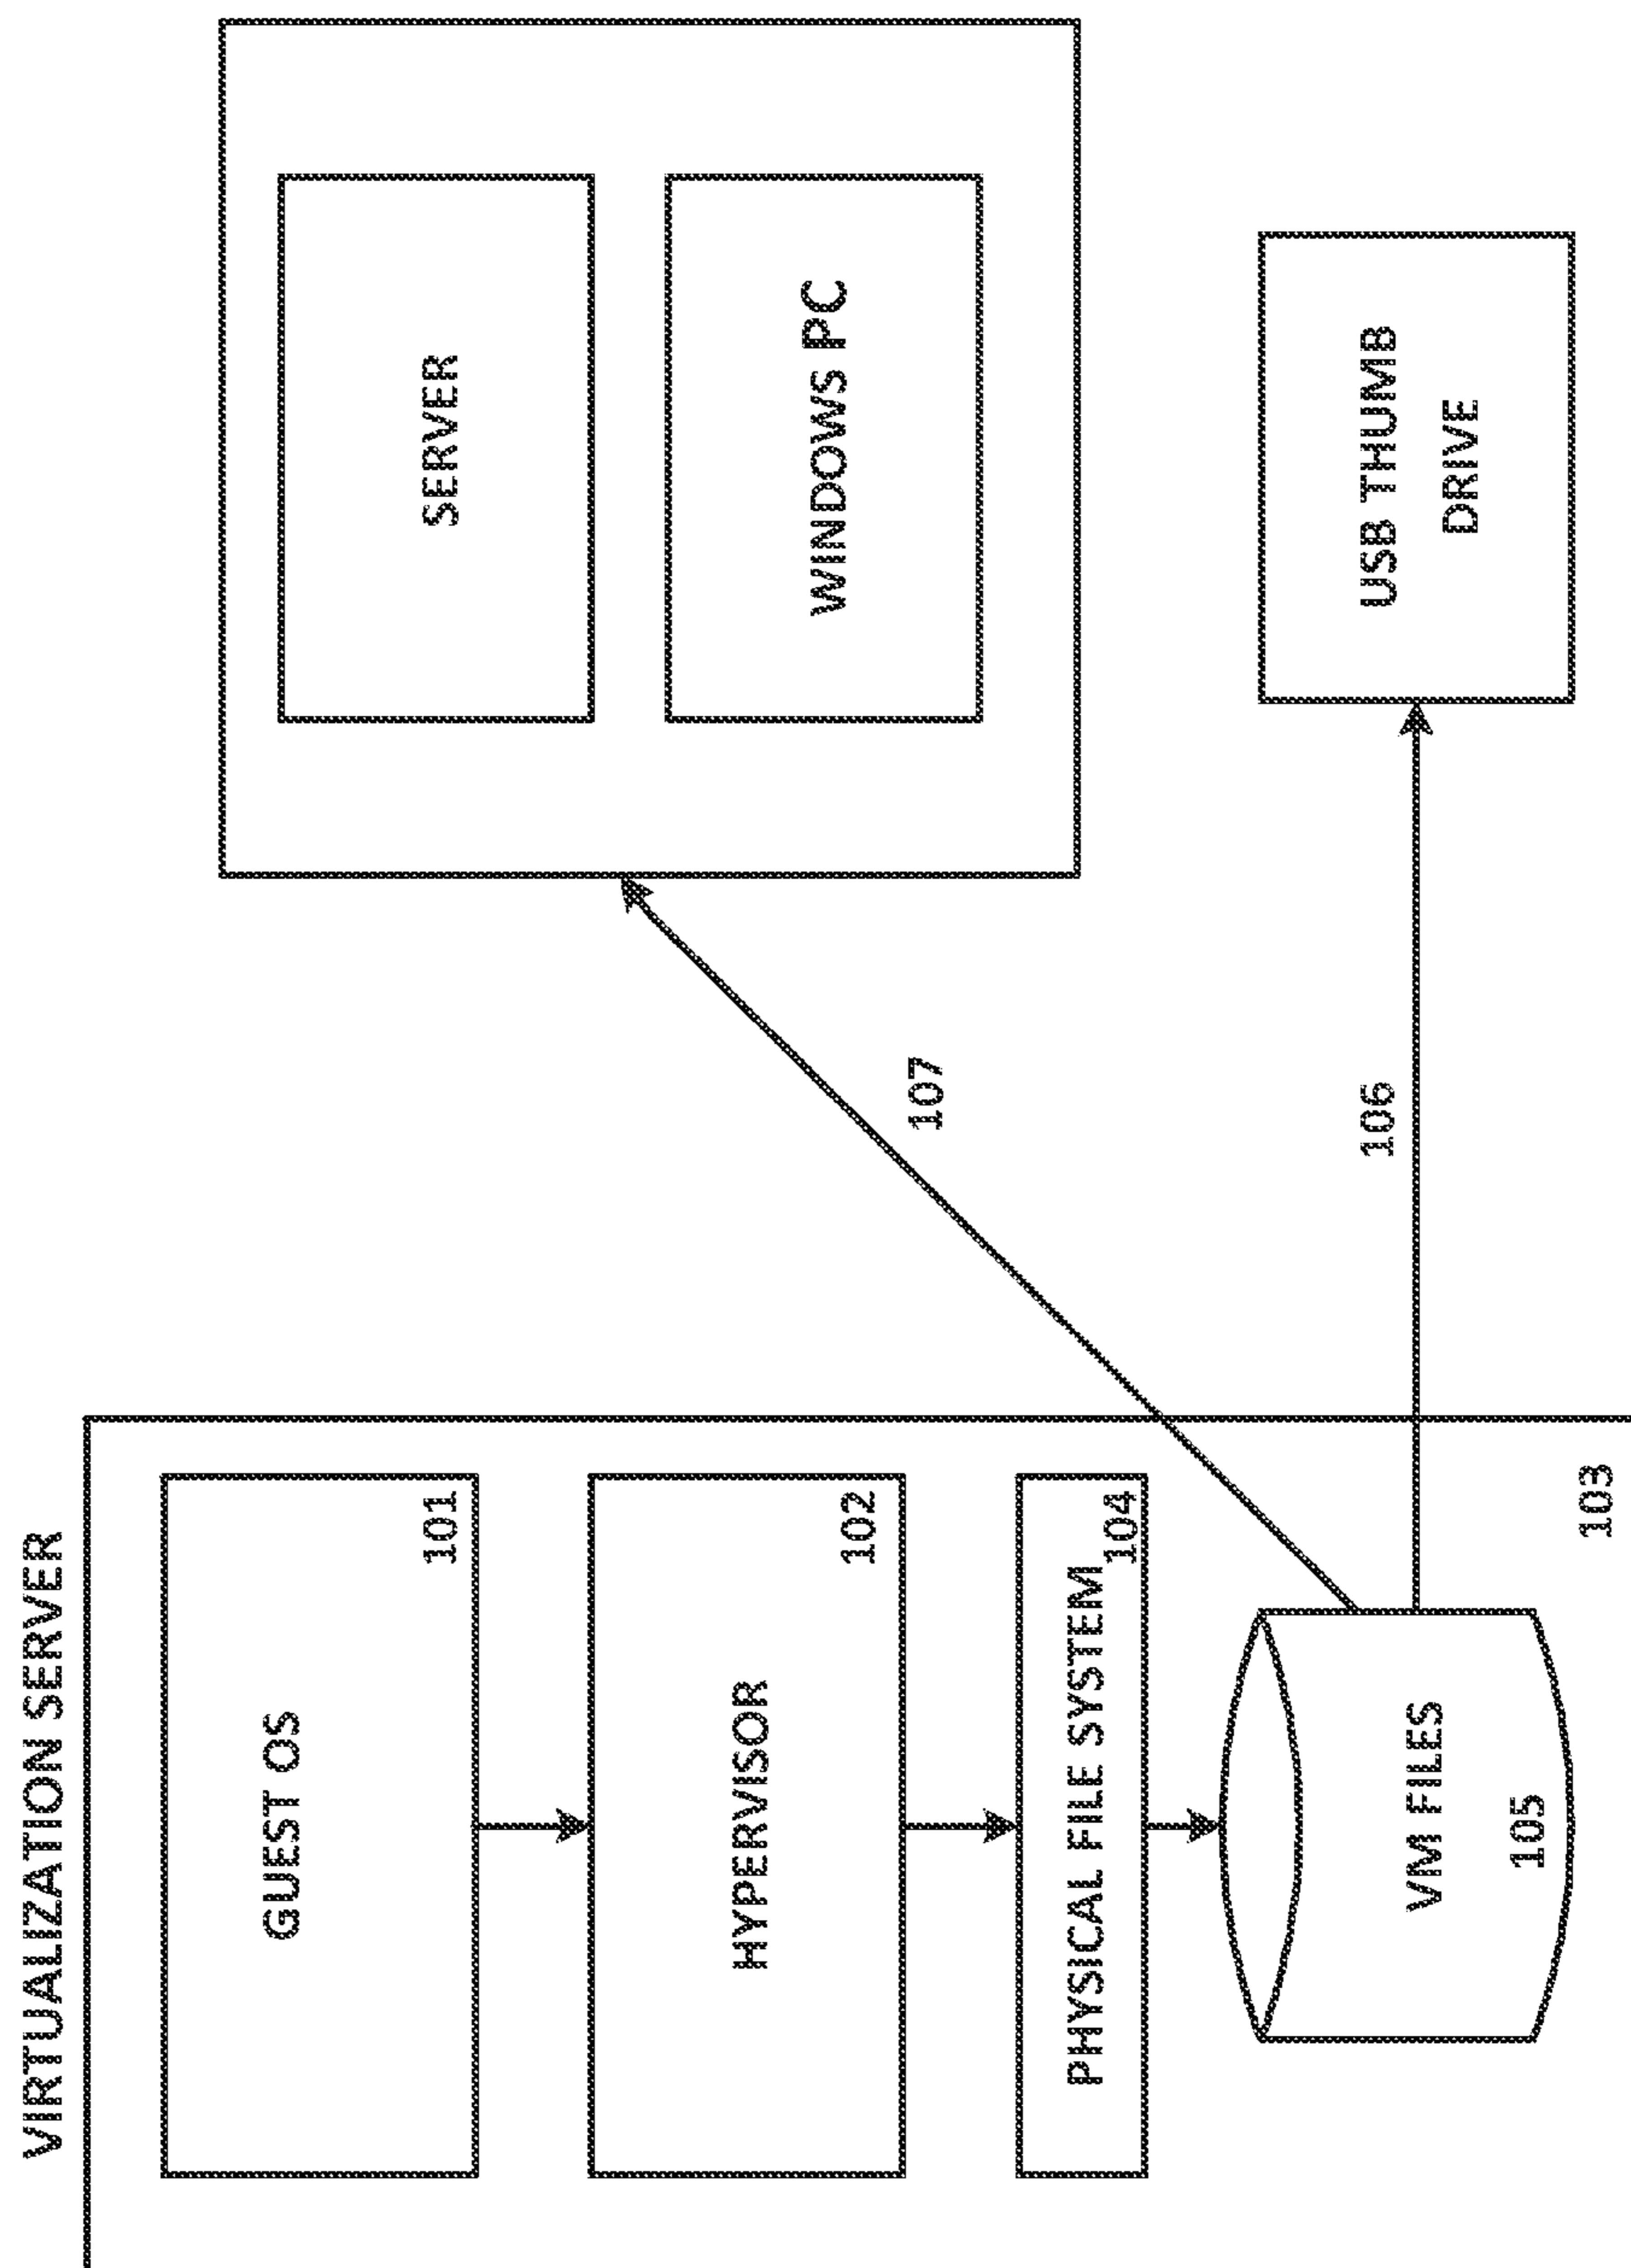 VIRTUALIZATION SERVER
GUEST OS
101
HYPERVISOR
102
PHYSICAL FILE SYSTEM
104
VM FILES
105
103
107
106
SERVER
WINDOWS PC
USB THUMB
DRIVE